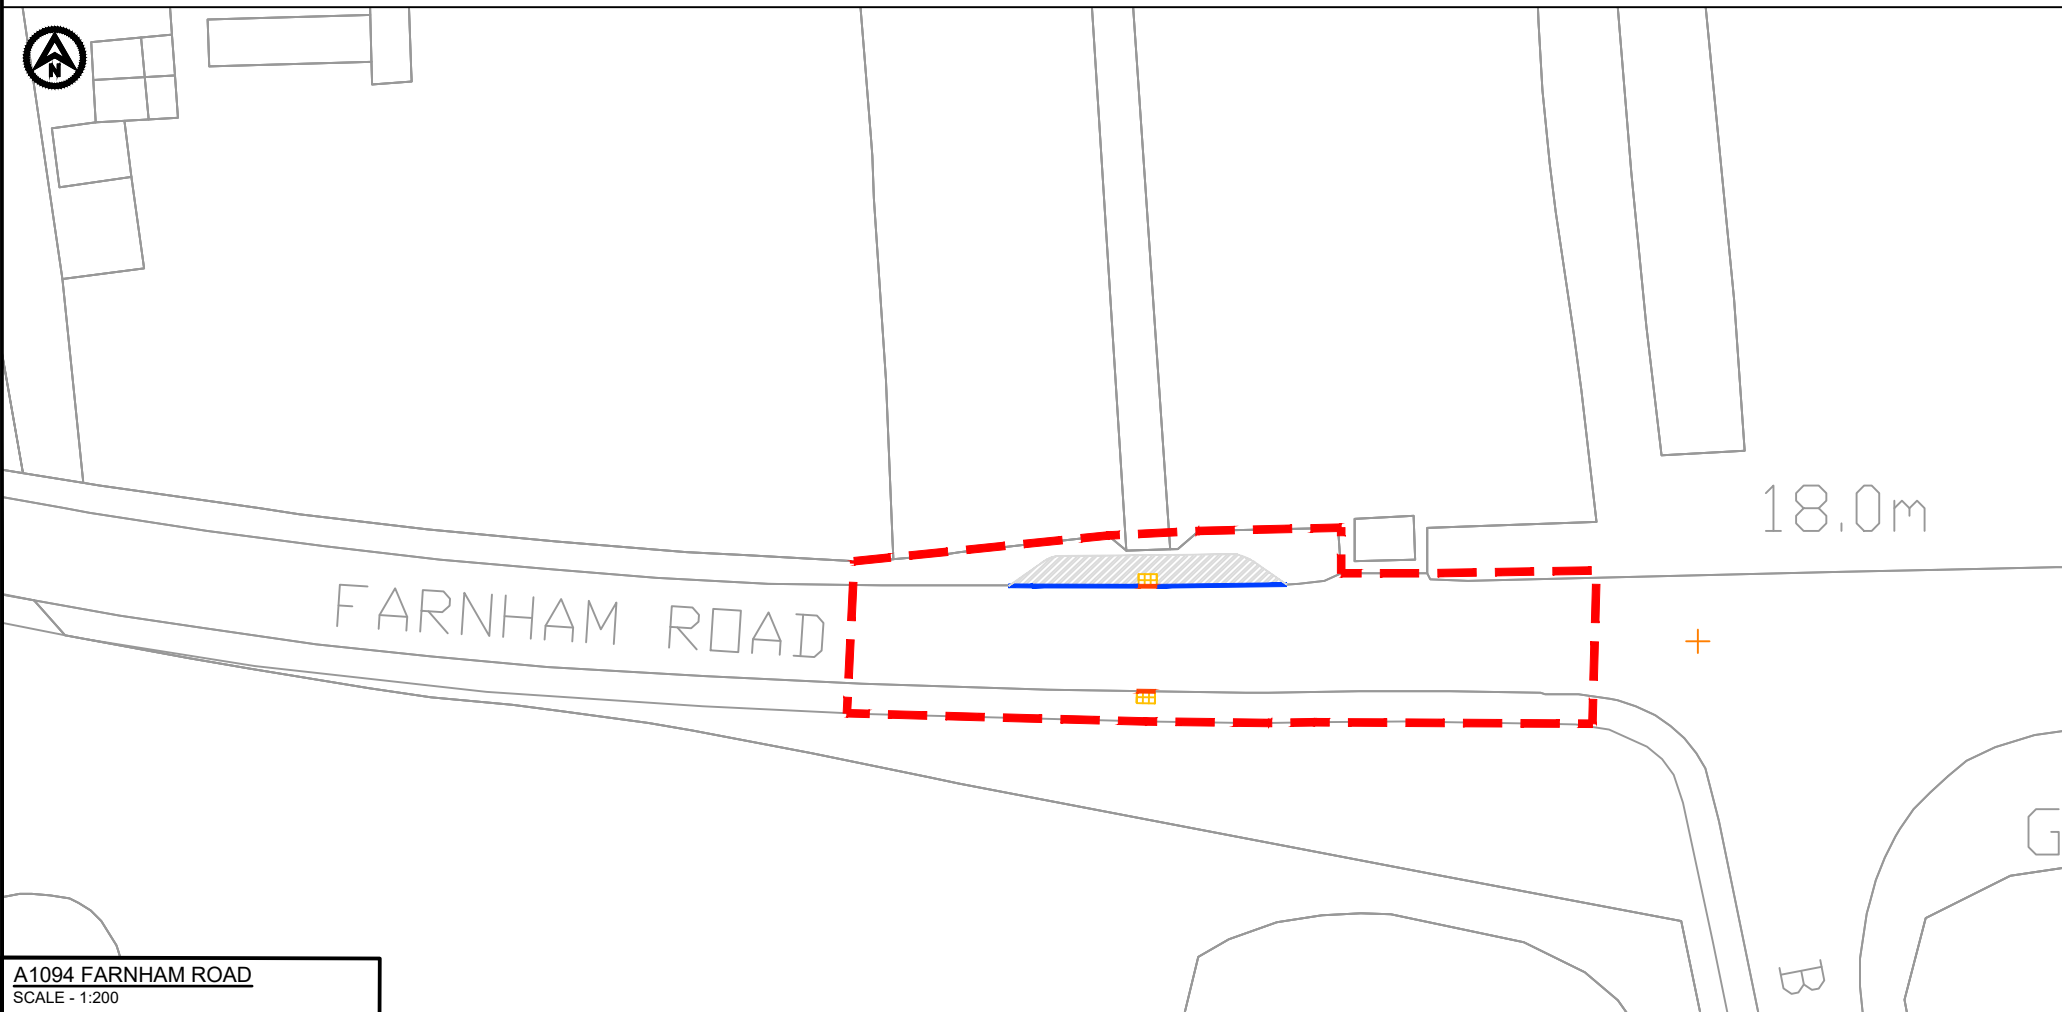 N
18.0m
FARNHAM ROAD
G
B
A1094 FARNHAM ROAD
SCALE - 1:200